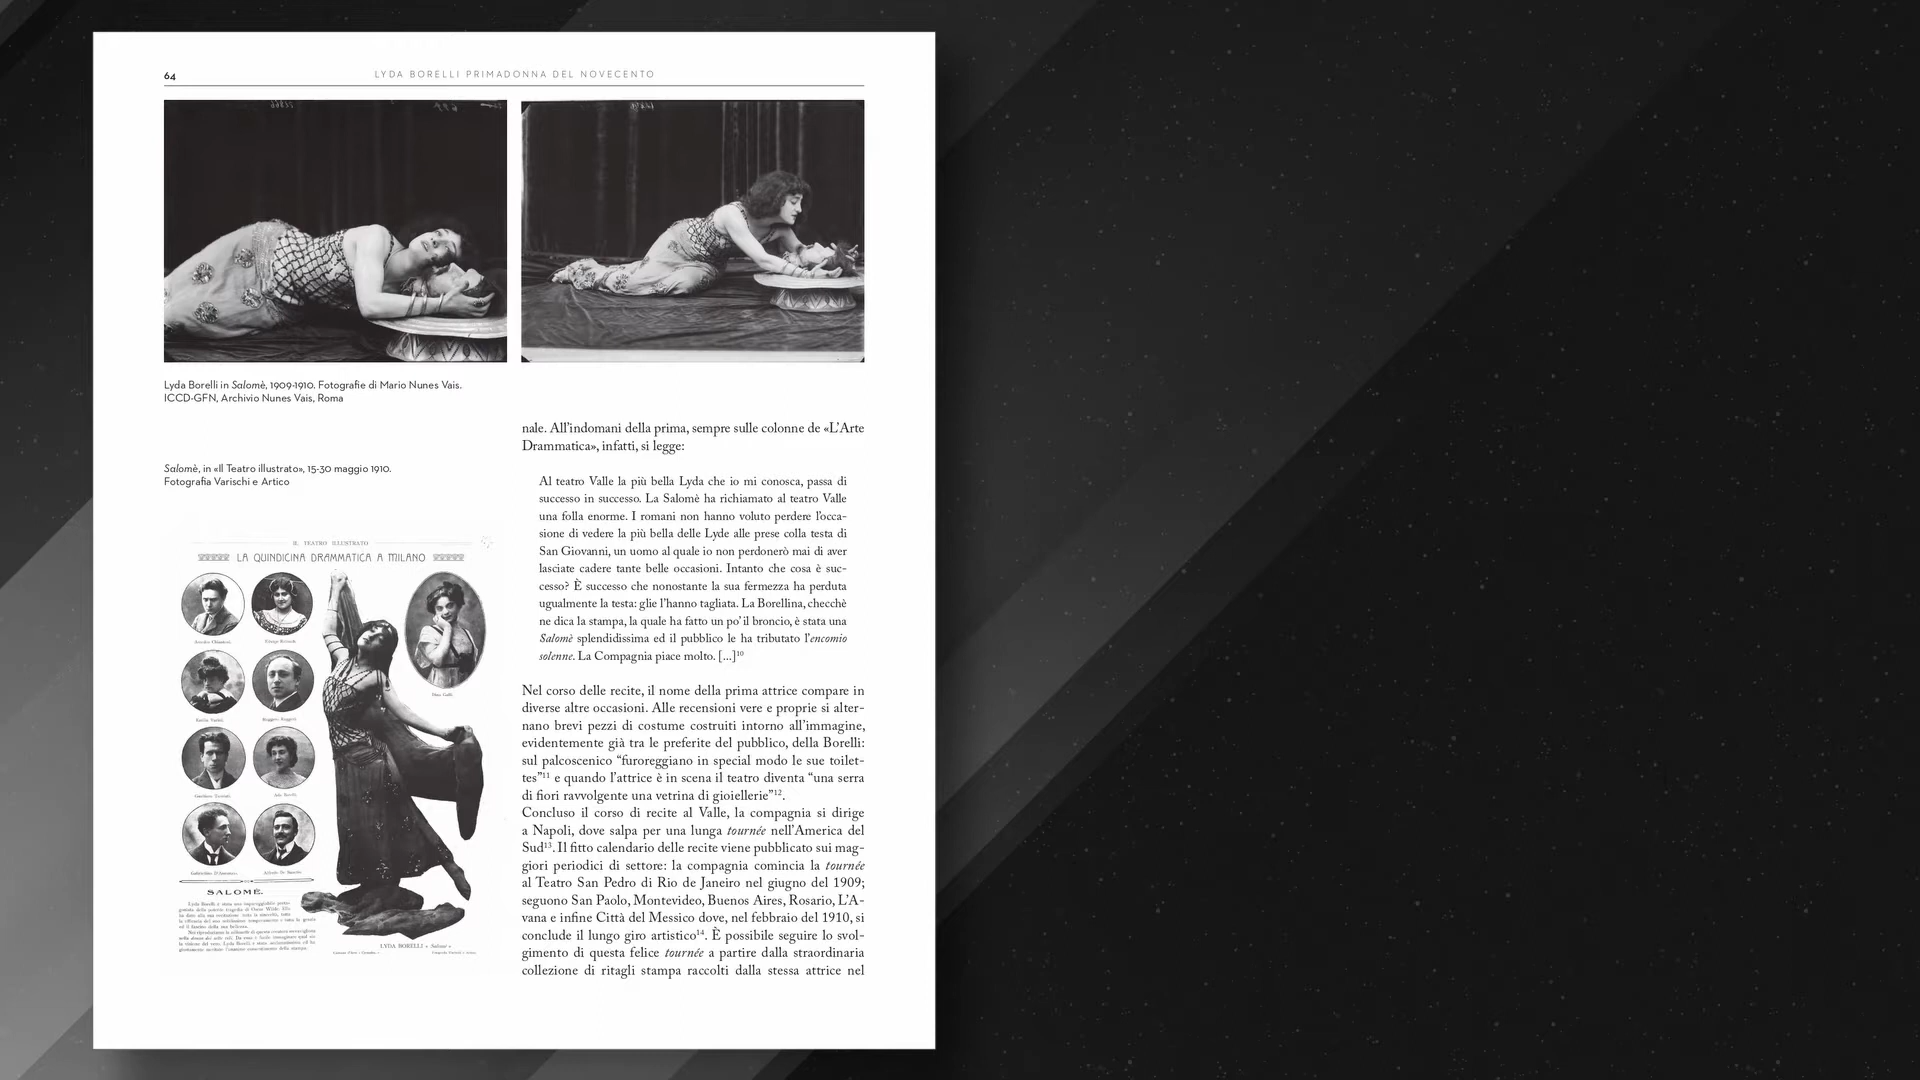 64
LYDA BORELLI PRIMADONNA DEL NOVECENTO
Lyda Borelli in Salomè, 1909-1910. Fotografie di Mario Nunes Vais.
ICCD-GFN, Archivio Nunes Vais, Roma
Salomè, in «Il Teatro illustrato», 15-30 maggio 1910.
Fotografia Varischi e Artico
IL TEATRO ILLUSTRATO
LA QUINDICINA DRAMMATICA A MILANO
Dina Galli.
Ruggero Ruggeri.
Gabriellino D'Annunzio.
Alfredo De Sanctis.
SALOMÈ.
LYDA BORELLI « Salomè »
nale. All'indomani della prima, sempre sulle colonne de «L'Arte
Drammatica», infatti, si legge:
Al teatro Valle la più bella Lyda che io mi conosca, passa di
successo in successo. La Salomè ha richiamato al teatro Valle
una folla enorme. I romani non hanno voluto perdere l'occa-
sione di vedere la più bella delle Lyde alle prese colla testa di
San Giovanni, un uomo al quale io non perdonerò mai di aver
lasciate cadere tante belle occasioni. Intanto che cosa è suc-
cesso? È successo che nonostante la sua fermezza ha perduta
ugualmente la testa: glie l'hanno tagliata. La Borellina, checchè
ne dica la stampa, la quale ha fatto un po' il broncio, è stata una
Salomè splendidissima ed il pubblico le ha tributato l'encomio
solenne. La Compagnia piace molto. [...]¹⁰
Nel corso delle recite, il nome della prima attrice compare in
diverse altre occasioni. Alle recensioni vere e proprie si alter-
nano brevi pezzi di costume costruiti intorno all'immagine,
evidentemente già tra le preferite del pubblico, della Borelli:
sul palcoscenico “furoreggiano in special modo le sue toilet-
tes”¹¹ e quando l'attrice è in scena il teatro diventa “una serra
di fiori ravvolgente una vetrina di gioiellerie”¹².
Concluso il corso di recite al Valle, la compagnia si dirige
a Napoli, dove salpa per una lunga tournée nell'America del
Sud¹³. Il fitto calendario delle recite viene pubblicato sui mag-
giori periodici di settore: la compagnia comincia la tournée
al Teatro San Pedro di Rio de Janeiro nel giugno del 1909;
seguono San Paolo, Montevideo, Buenos Aires, Rosario, L'A-
vana e infine Città del Messico dove, nel febbraio del 1910, si
conclude il lungo giro artistico¹⁴. È possibile seguire lo svol-
gimento di questa felice tournée a partire dalla straordinaria
collezione di ritagli stampa raccolti dalla stessa attrice nel